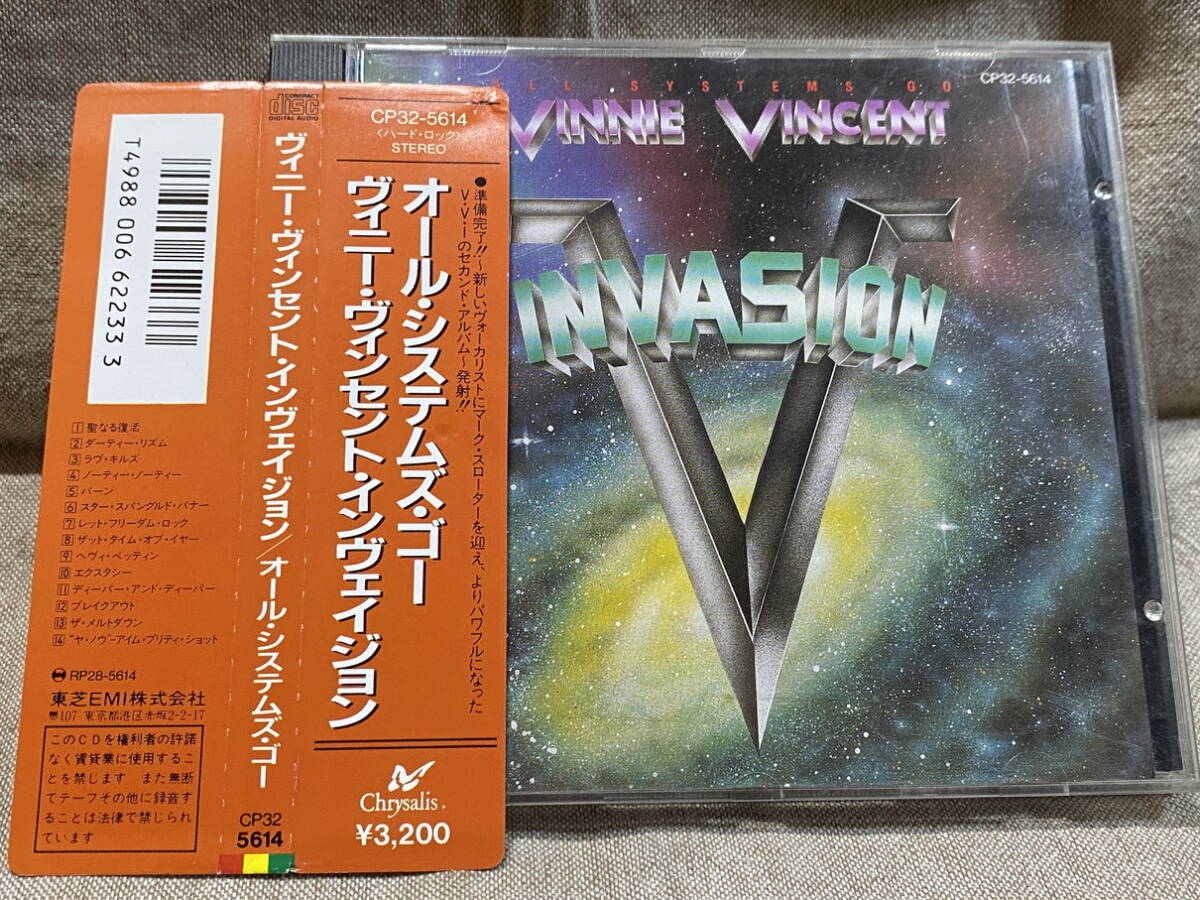 T4988 006 62233 3
1 聖なる復活
2 ダーティー・リズム
3 ラヴ・キルズ
4 ノーティー・ノーティー
5 バーン
6 スター・スパングルド・バナー
7 レット・フリーダム・ロック
8 ザット・タイム・オブ・イヤー
9 ヘヴィ・ペッティン
10 エクスタシー
11 ディーパー・アンド・ディーパー
12 ブレイクアウト
13 ザ・メルトダウン
14 "ヤ・ノウ"-アイム・プリティ・ショット
RP28-5614
東芝EMI株式会社
〒107 東京都港区赤坂2-2-17
このCDを権利者の許諾
なく賃貸業に使用するこ
とを禁じます また無断
でテープその他に録音す
ることは法律で禁じられ
ています
COMPACT
disc
DIGITAL AUDIO
ヴィニー・ヴィンセント・インヴェイジョン/オール・システムズ・ゴー
CP32
5614
CP32-5614
〈ハード・ロック〉
STEREO
●準備完了!!〜新しいヴォーカリストにマーク・スローターを迎え、よりパワフルになった
V・V・Iのセカンド・アルバム〜発射!!
オール・システムズ・ゴー
ヴィニー・ヴィンセント・インヴェイジョン
Chrysalis.
¥3,200
CP32-5614
ALL SYSTEMS GO
VINNIE VINCENT
INVASION